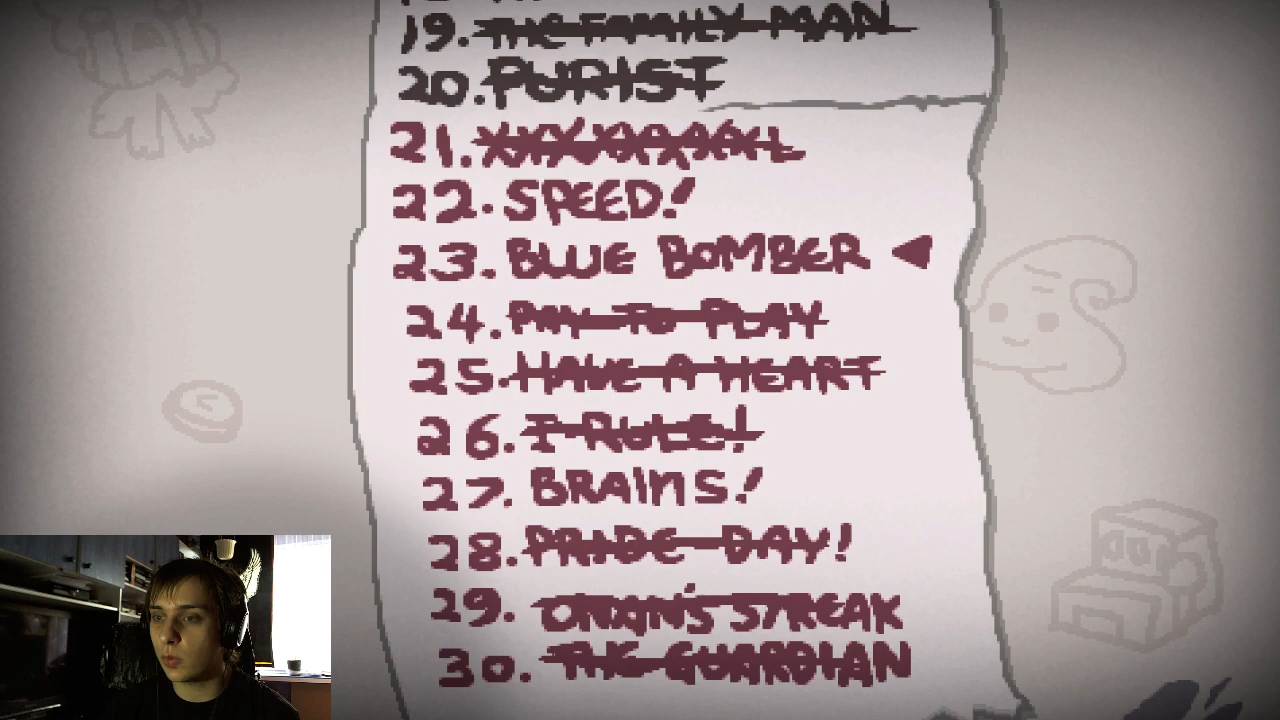 19. THE FAMILY MAN
20. PURIST
21. XXXXXXXXL
22. SPEED!
23. BLUE BOMBER
24. PAY TO PLAY
25. HAVE A HEART
26. I RULE!
27. BRAINS!
28. PRIDE DAY!
29. ONAN'S STREAK
30. THE GUARDIAN